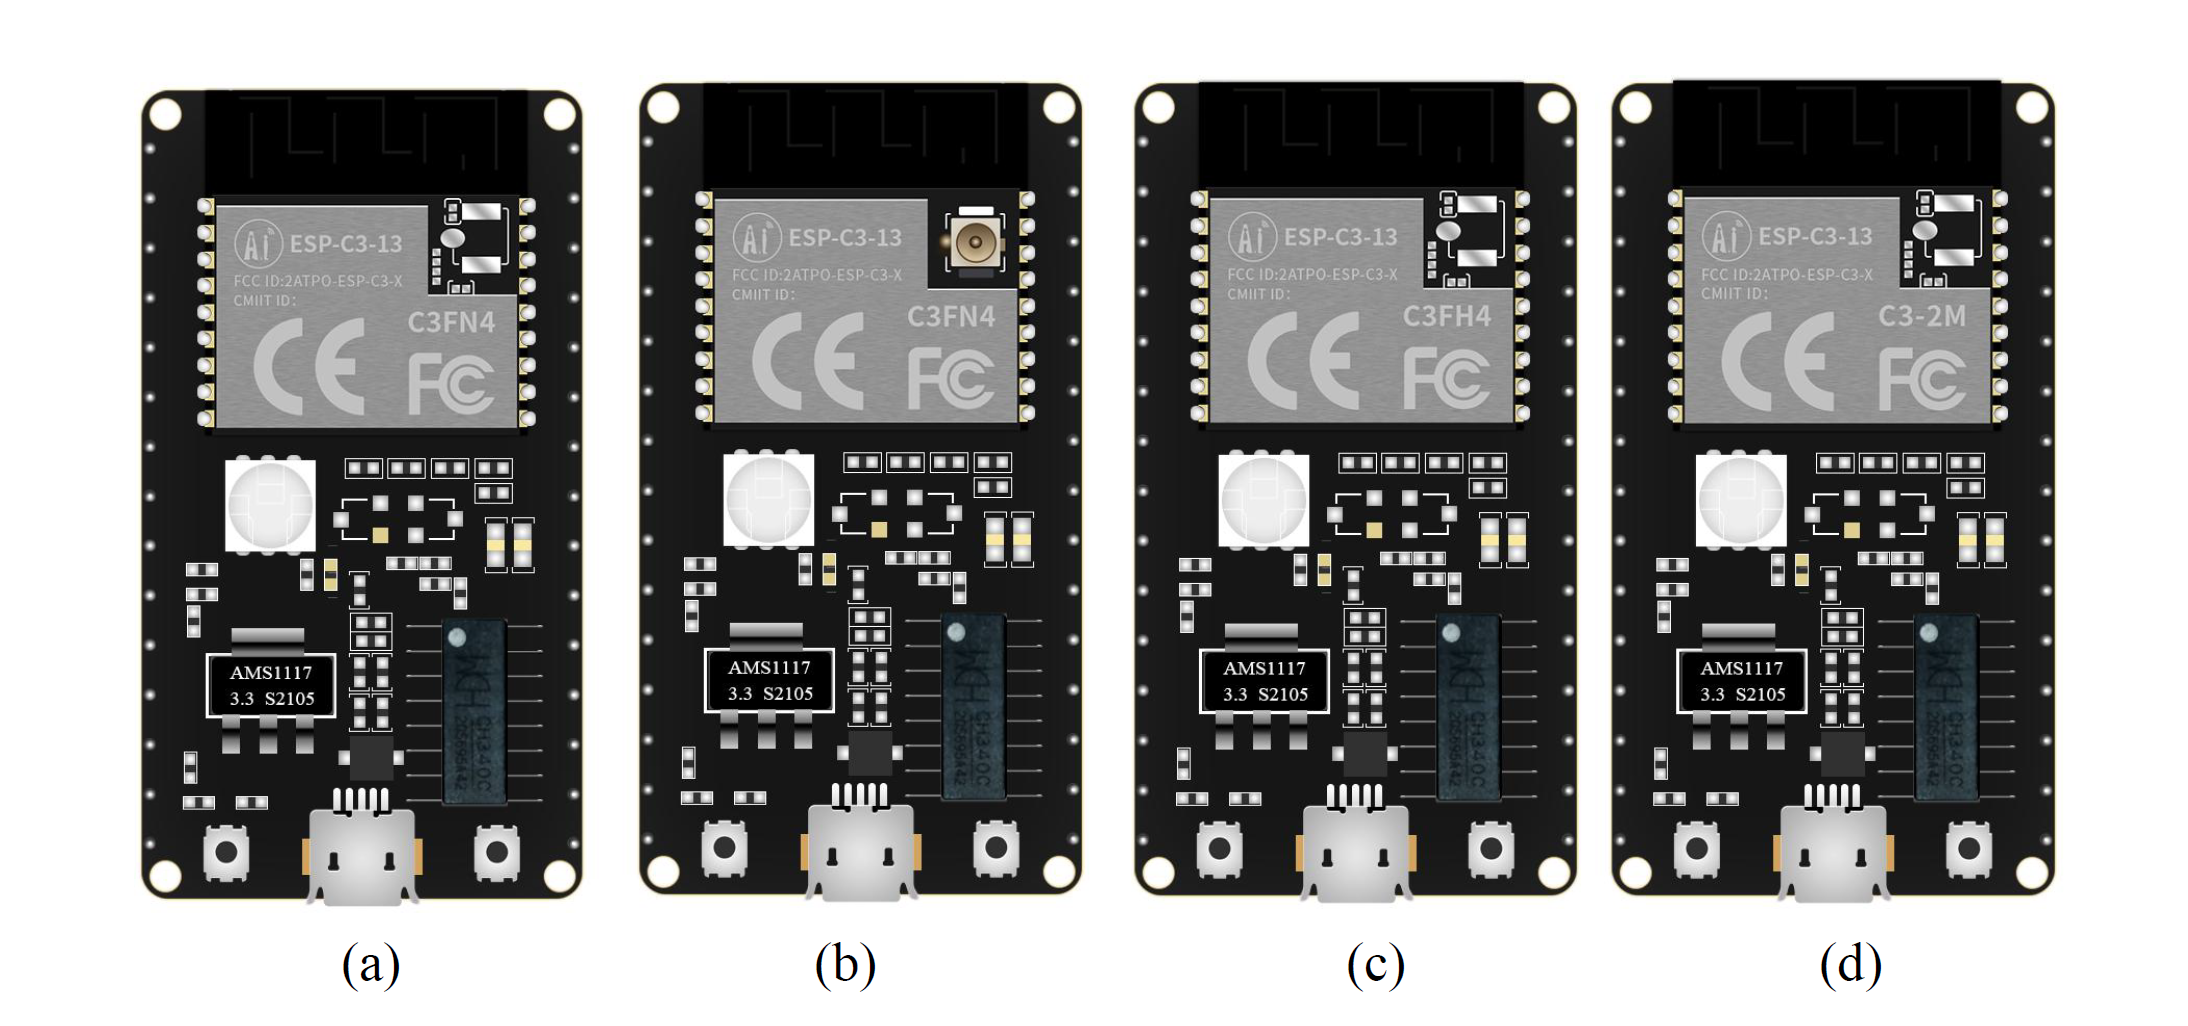 Ai ESP-C3-13
FCC ID:2ATPO-ESP-C3-X
CMIIT ID:
C3FN4
CE FC
AMS1117
3.3 S2105
WCH
CH340C
(a)
Ai ESP-C3-13
FCC ID:2ATPO-ESP-C3-X
CMIIT ID:
C3FN4
CE FC
AMS1117
3.3 S2105
WCH
CH340C
(b)
Ai ESP-C3-13
FCC ID:2ATPO-ESP-C3-X
CMIIT ID:
C3FH4
CE FC
AMS1117
3.3 S2105
WCH
CH340C
(c)
Ai ESP-C3-13
FCC ID:2ATPO-ESP-C3-X
CMIIT ID:
C3-2M
CE FC
AMS1117
3.3 S2105
WCH
CH340C
(d)